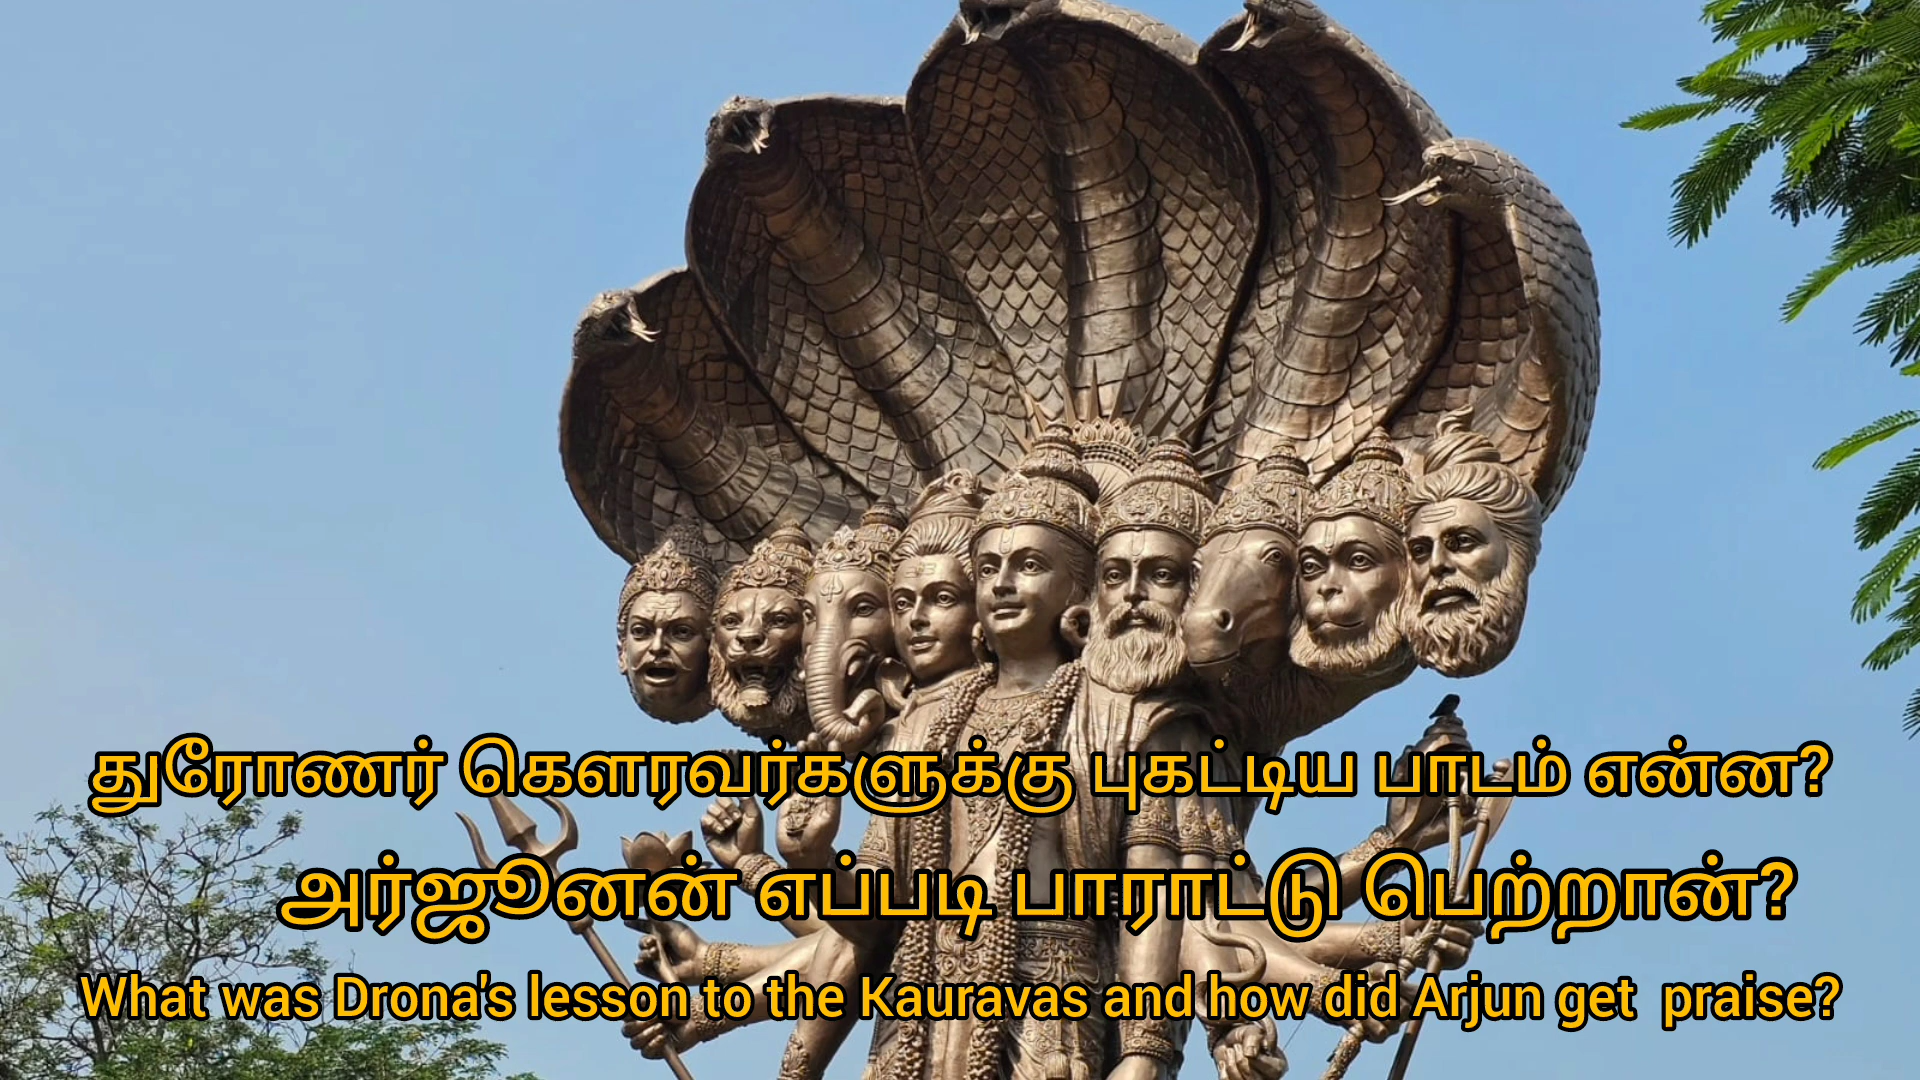 துரோணர் கௌரவர்களுக்கு புகட்டிய பாடம் என்ன?
அர்ஜூனன் எப்படி பாராட்டு பெற்றான்?
What was Drona's lesson to the Kauravas and how did Arjun get praise?